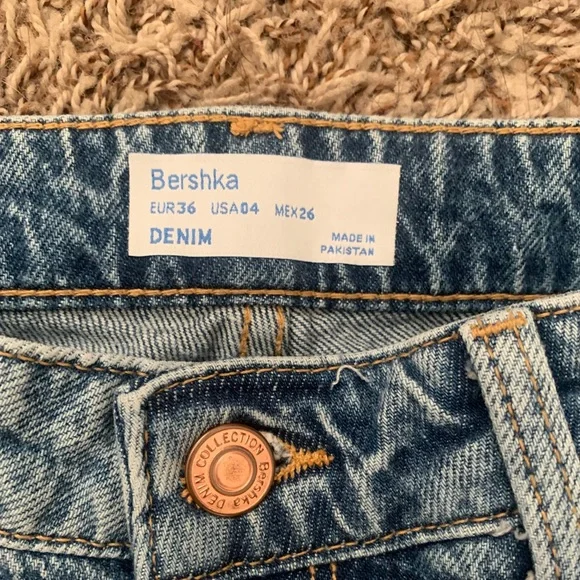 Bershka
EUR36 USA04 MEX26
DENIM
MADE IN
PAKISTAN
DENIM COLLECTION Bershka